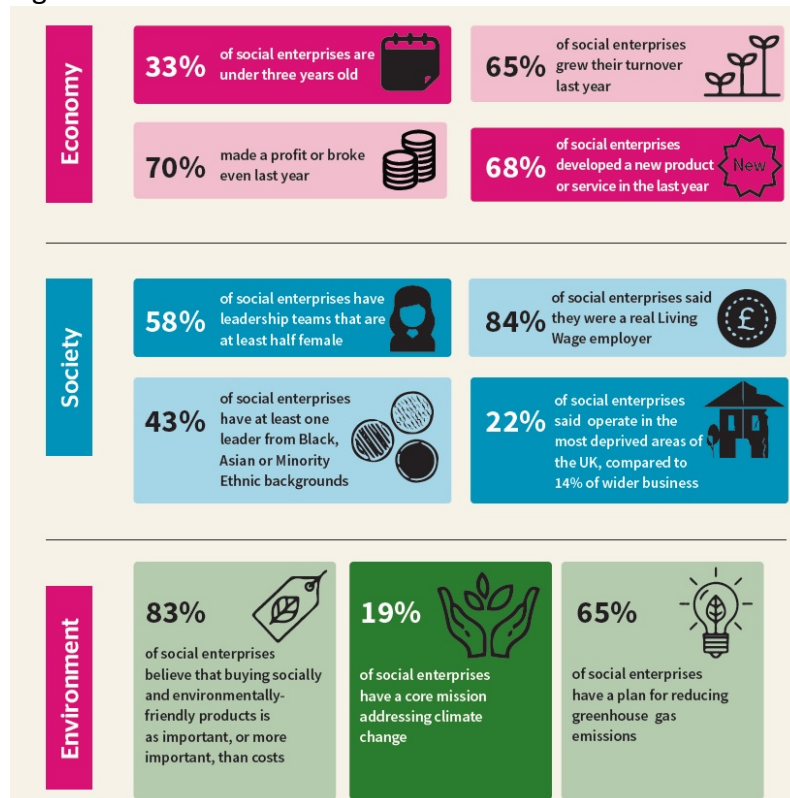 Economy
33%
of social enterprises are
under three years old
65%
of social enterprises
grew their turnover
last year
70%
made a profit or broke
even last year
68%
of social enterprises
developed a new product
or service in the last year
New
Society
58%
of social enterprises have
leadership teams that are
at least half female
84%
of social enterprises said
they were a real Living
Wage employer
£
43%
of social enterprises
have at least one
leader from Black,
Asian or Minority
Ethnic backgrounds
22%
of social enterprises
said operate in the
most deprived areas of
the UK, compared to
14% of wider business
Environment
83%
of social enterprises
believe that buying socially
and environmentally-
friendly products is
as important, or more
important, than costs
19%
of social enterprises
have a core mission
addressing climate
change
65%
of social enterprises
have a plan for reducing
greenhouse gas
emissions